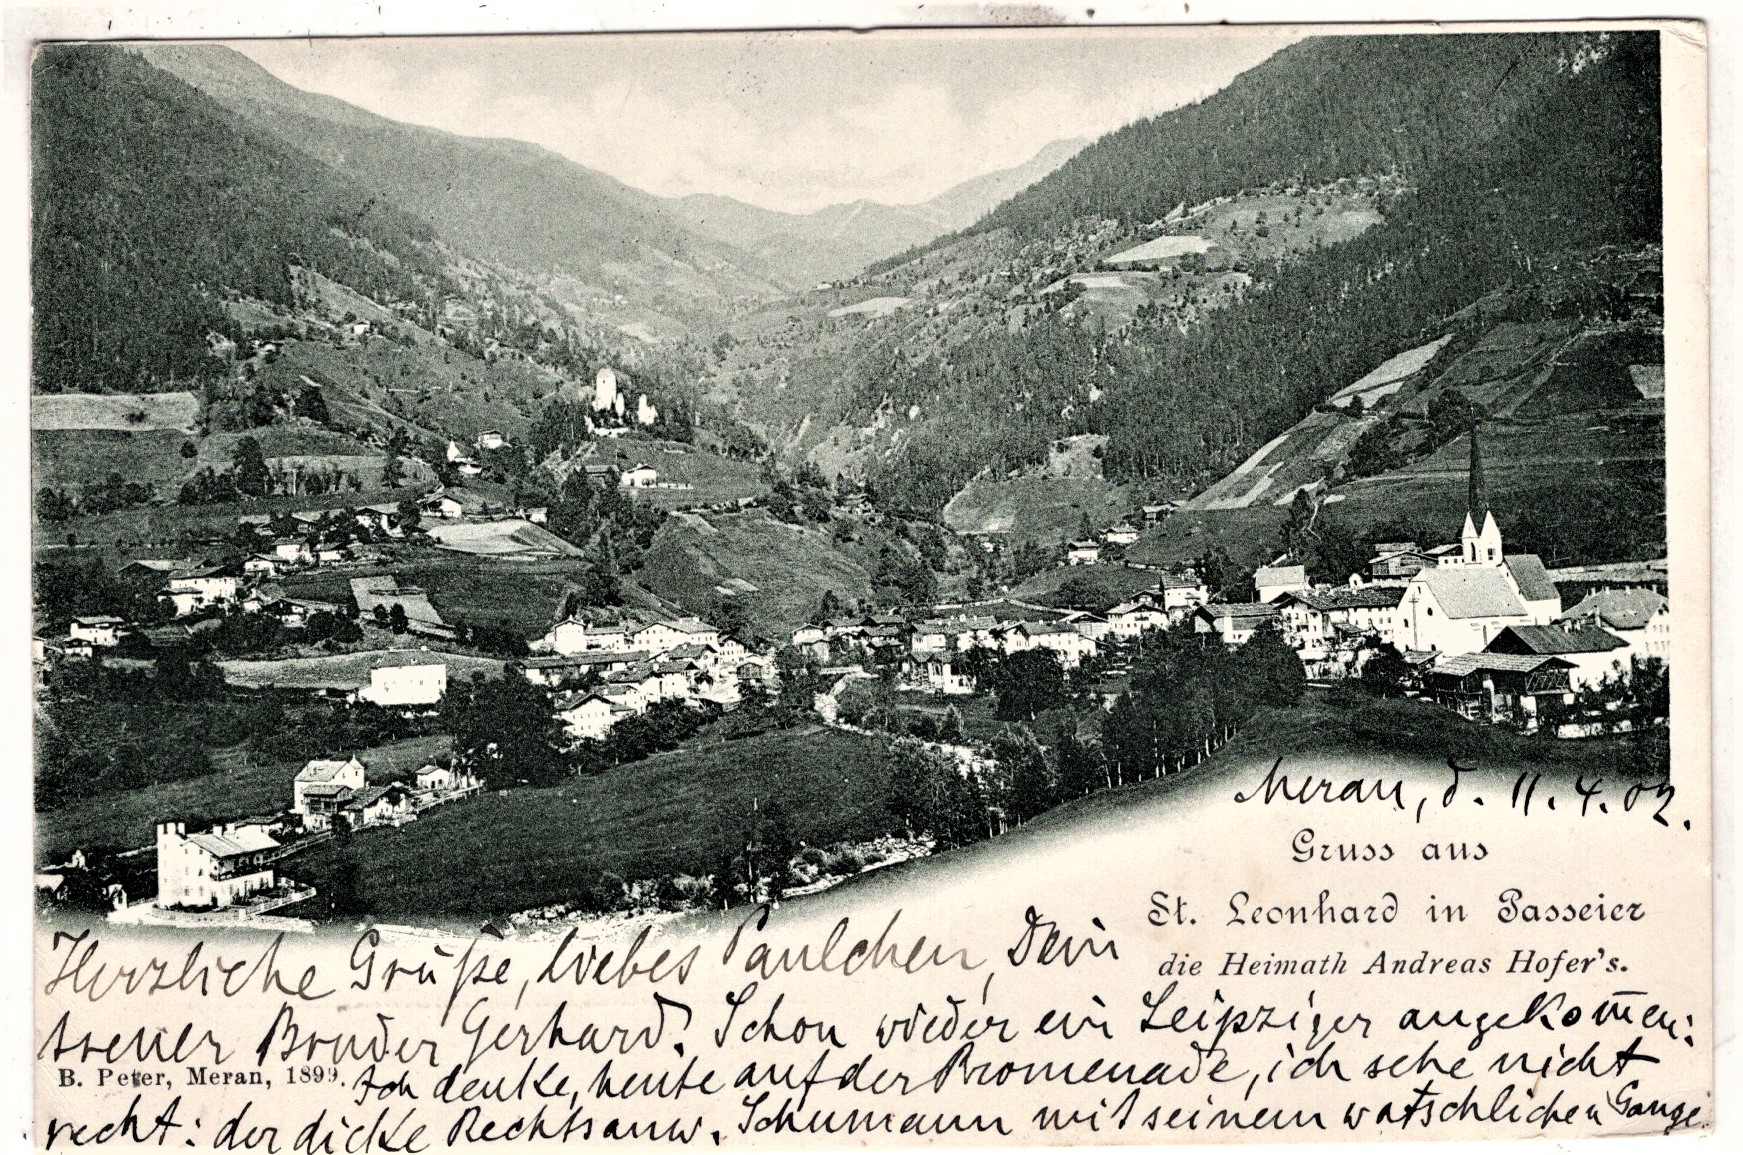 Meran, d. 11.4.02.
Gruss aus
St. Leonhard in Passeier
die Heimath Andreas Hofer's.
Herzliche Grüße, liebes Paulchen, Dein
treuer Bruder Gerhard. Schon wieder ein Leipziger angekom̅en:
B. Peter, Meran, 1899.
Ich denke, heute auf der Promenade, ich sehe nicht
recht: der dicke Rechtsanw. Schumann mit seinem watschlichen Gange.